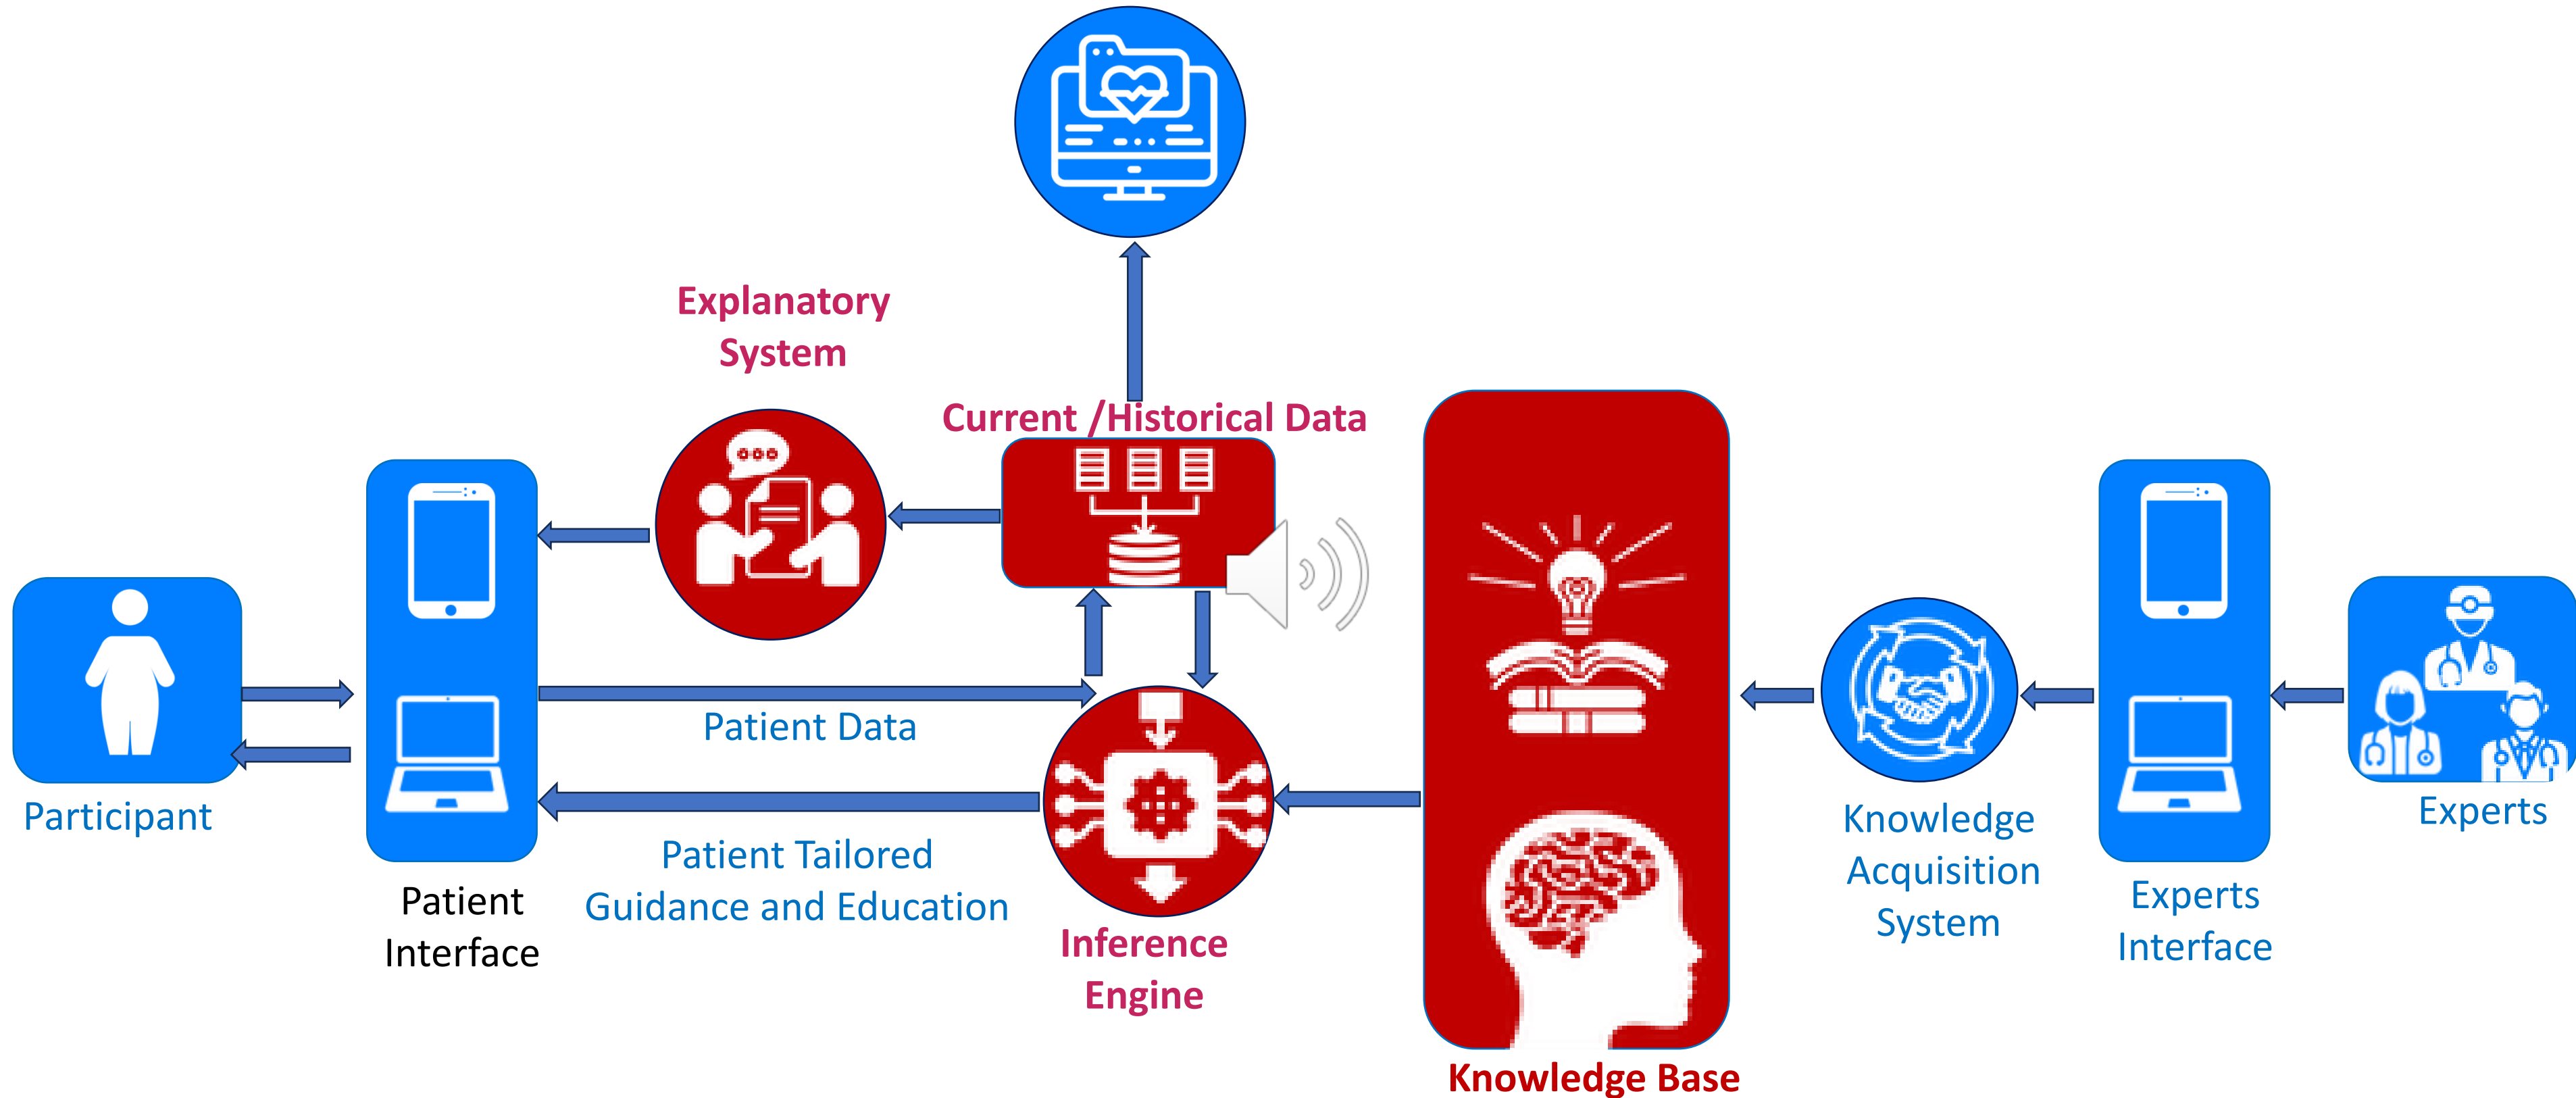 Explanatory
System
Current /Historical Data
Patient Data
Participant
Patient Tailored
Guidance and Education
Patient
Interface
Inference
Engine
Knowledge Base
Knowledge
Acquisition
System
Experts
Interface
Experts